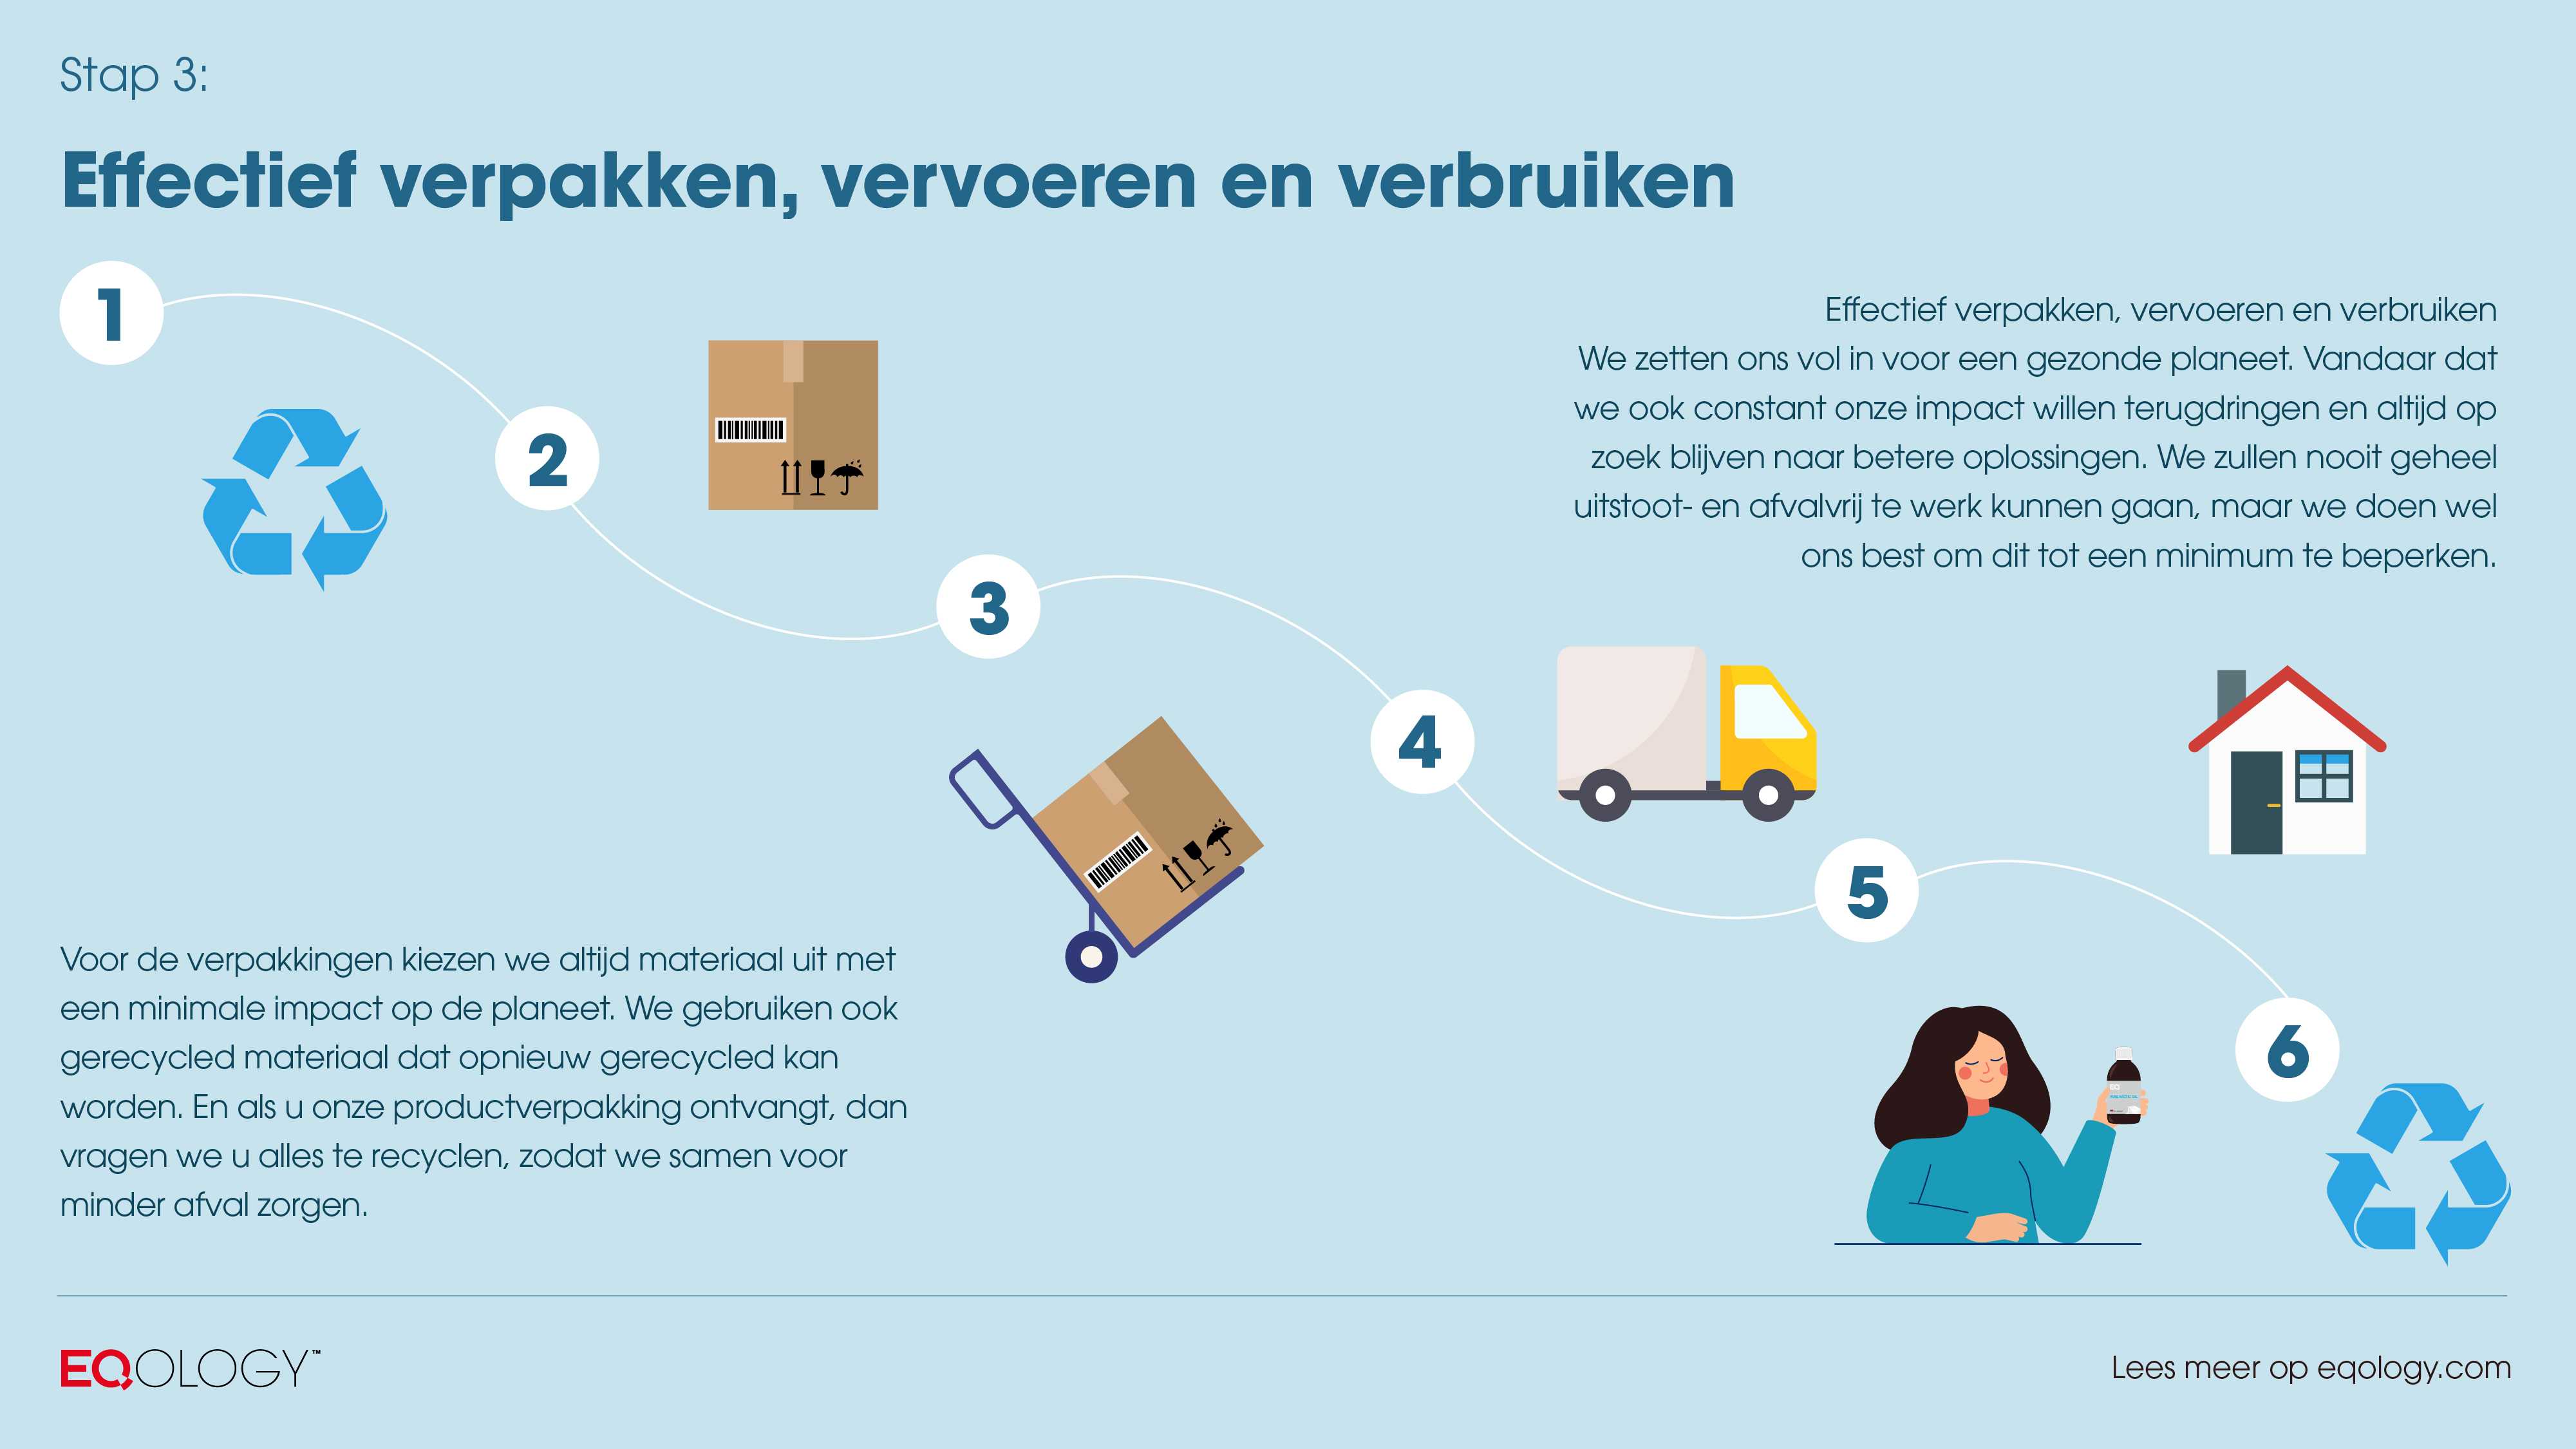 Stap 3:
Effectief verpakken, vervoeren en verbruiken
1
2
3
4
5
6
Effectief verpakken, vervoeren en verbruiken
We zetten ons vol in voor een gezonde planeet. Vandaar dat
we ook constant onze impact willen terugdringen en altijd op
zoek blijven naar betere oplossingen. We zullen nooit geheel
uitstoot- en afvalvrij te werk kunnen gaan, maar we doen wel
ons best om dit tot een minimum te beperken.
Voor de verpakkingen kiezen we altijd materiaal uit met
een minimale impact op de planeet. We gebruiken ook
gerecycled materiaal dat opnieuw gerecycled kan
worden. En als u onze productverpakking ontvangt, dan
vragen we u alles te recyclen, zodat we samen voor
minder afval zorgen.
EQOLOGY™
Lees meer op eqology.com